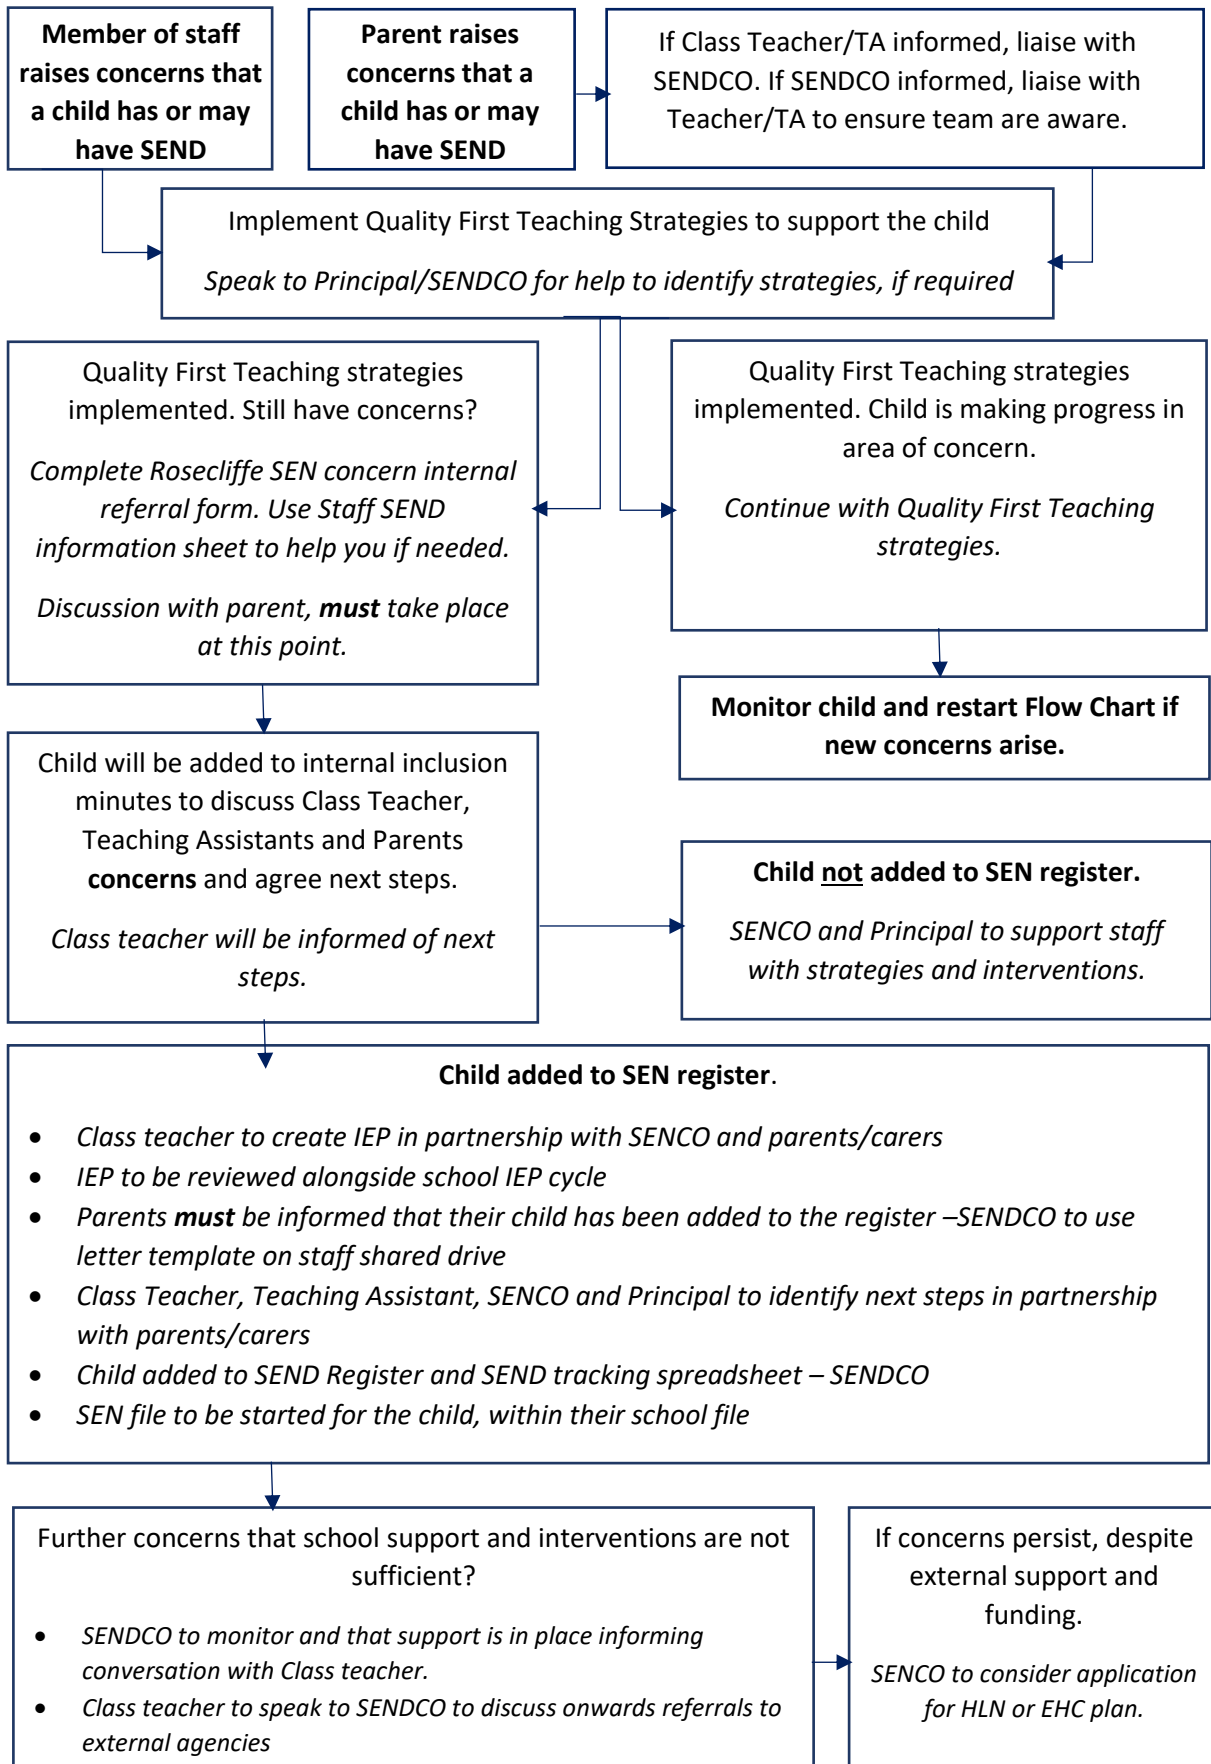 Member of staff
raises concerns that
a child has or may
have SEND
Parent raises
concerns that a
child has or may
have SEND
If Class Teacher/TA informed, liaise with
SENDCO. If SENDCO informed, liaise with
Teacher/TA to ensure team are aware.
Implement Quality First Teaching Strategies to support the child
Speak to Principal/SENDCO for help to identify strategies, if required
Quality First Teaching strategies
implemented. Still have concerns?
Complete Rosecliffe SEN concern internal
referral form. Use Staff SEND
information sheet to help you if needed.
Discussion with parent, must take place
at this point.
Quality First Teaching strategies
implemented. Child is making progress in
area of concern.
Continue with Quality First Teaching
strategies.
Monitor child and restart Flow Chart if
new concerns arise.
Child will be added to internal inclusion
minutes to discuss Class Teacher,
Teaching Assistants and Parents
concerns and agree next steps.
Class teacher will be informed of next
steps.
Child not added to SEN register.
SENCO and Principal to support staff
with strategies and interventions.
Child added to SEN register.
• Class teacher to create IEP in partnership with SENCO and parents/carers
• IEP to be reviewed alongside school IEP cycle
• Parents must be informed that their child has been added to the register –SENDCO to use
letter template on staff shared drive
• Class Teacher, Teaching Assistant, SENCO and Principal to identify next steps in partnership
with parents/carers
• Child added to SEND Register and SEND tracking spreadsheet – SENDCO
• SEN file to be started for the child, within their school file
Further concerns that school support and interventions are not
sufficient?
• SENDCO to monitor and that support is in place informing
conversation with Class teacher.
• Class teacher to speak to SENDCO to discuss onwards referrals to
external agencies
If concerns persist, despite
external support and
funding.
SENCO to consider application
for HLN or EHC plan.